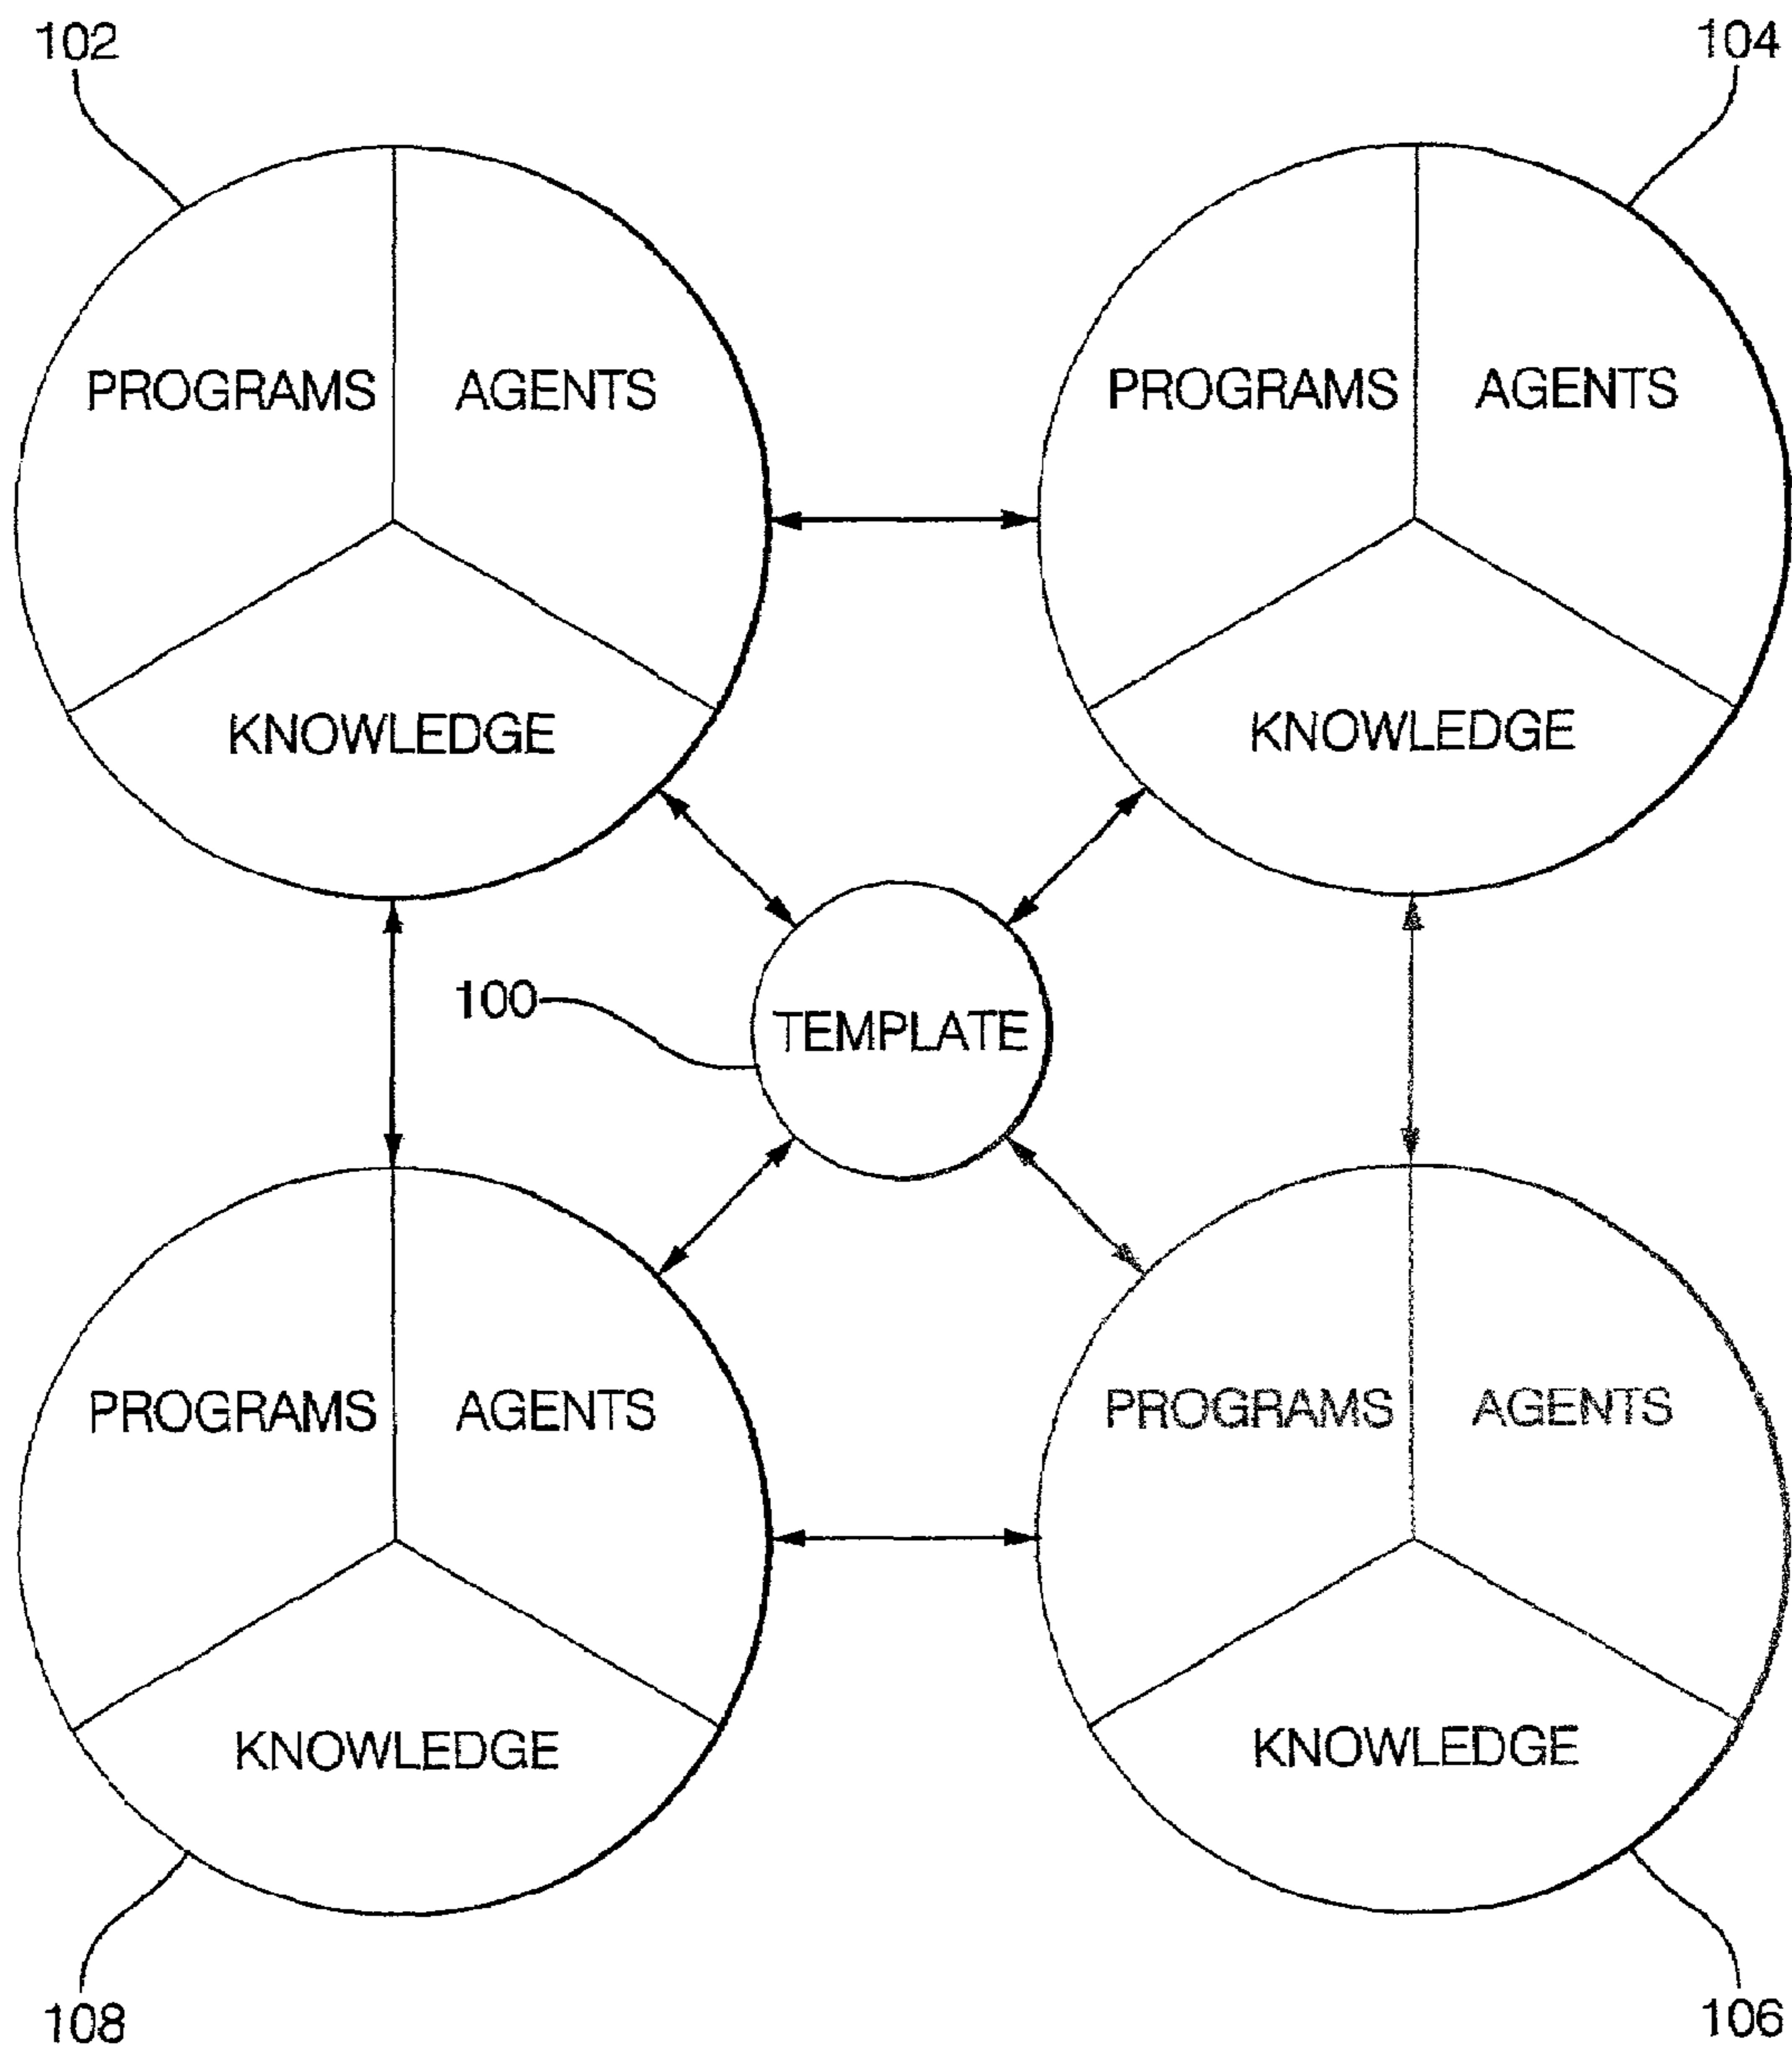 102
104
PROGRAMS
AGENTS
PROGRAMS
AGENTS
KNOWLEDGE
KNOWLEDGE
100
TEMPLATE
PROGRAMS
AGENTS
PROGRAMS
AGENTS
KNOWLEDGE
KNOWLEDGE
108
106